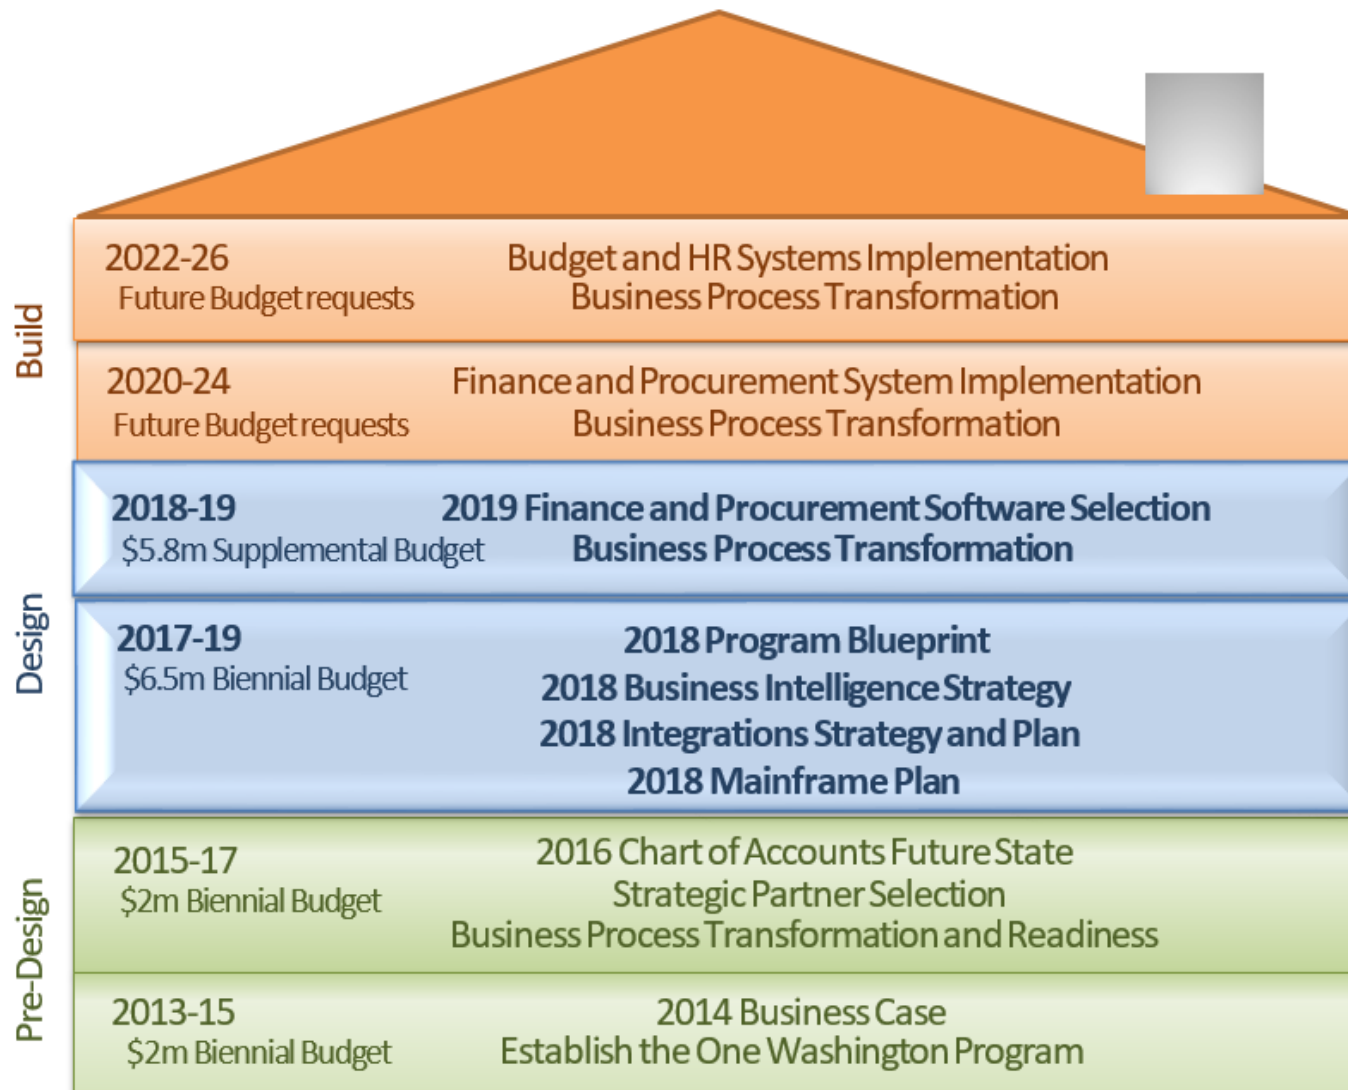 Build
2022-26
Future Budget requests
Budget and HR Systems Implementation
Business Process Transformation
2020-24
Future Budget requests
Finance and Procurement System Implementation
Business Process Transformation
Design
2018-19
$5.8m Supplemental Budget
2019 Finance and Procurement Software Selection
Business Process Transformation
2017-19
$6.5m Biennial Budget
2018 Program Blueprint
2018 Business Intelligence Strategy
2018 Integrations Strategy and Plan
2018 Mainframe Plan
Pre-Design
2015-17
$2m Biennial Budget
2016 Chart of Accounts Future State
Strategic Partner Selection
Business Process Transformation and Readiness
2013-15
$2m Biennial Budget
2014 Business Case
Establish the One Washington Program